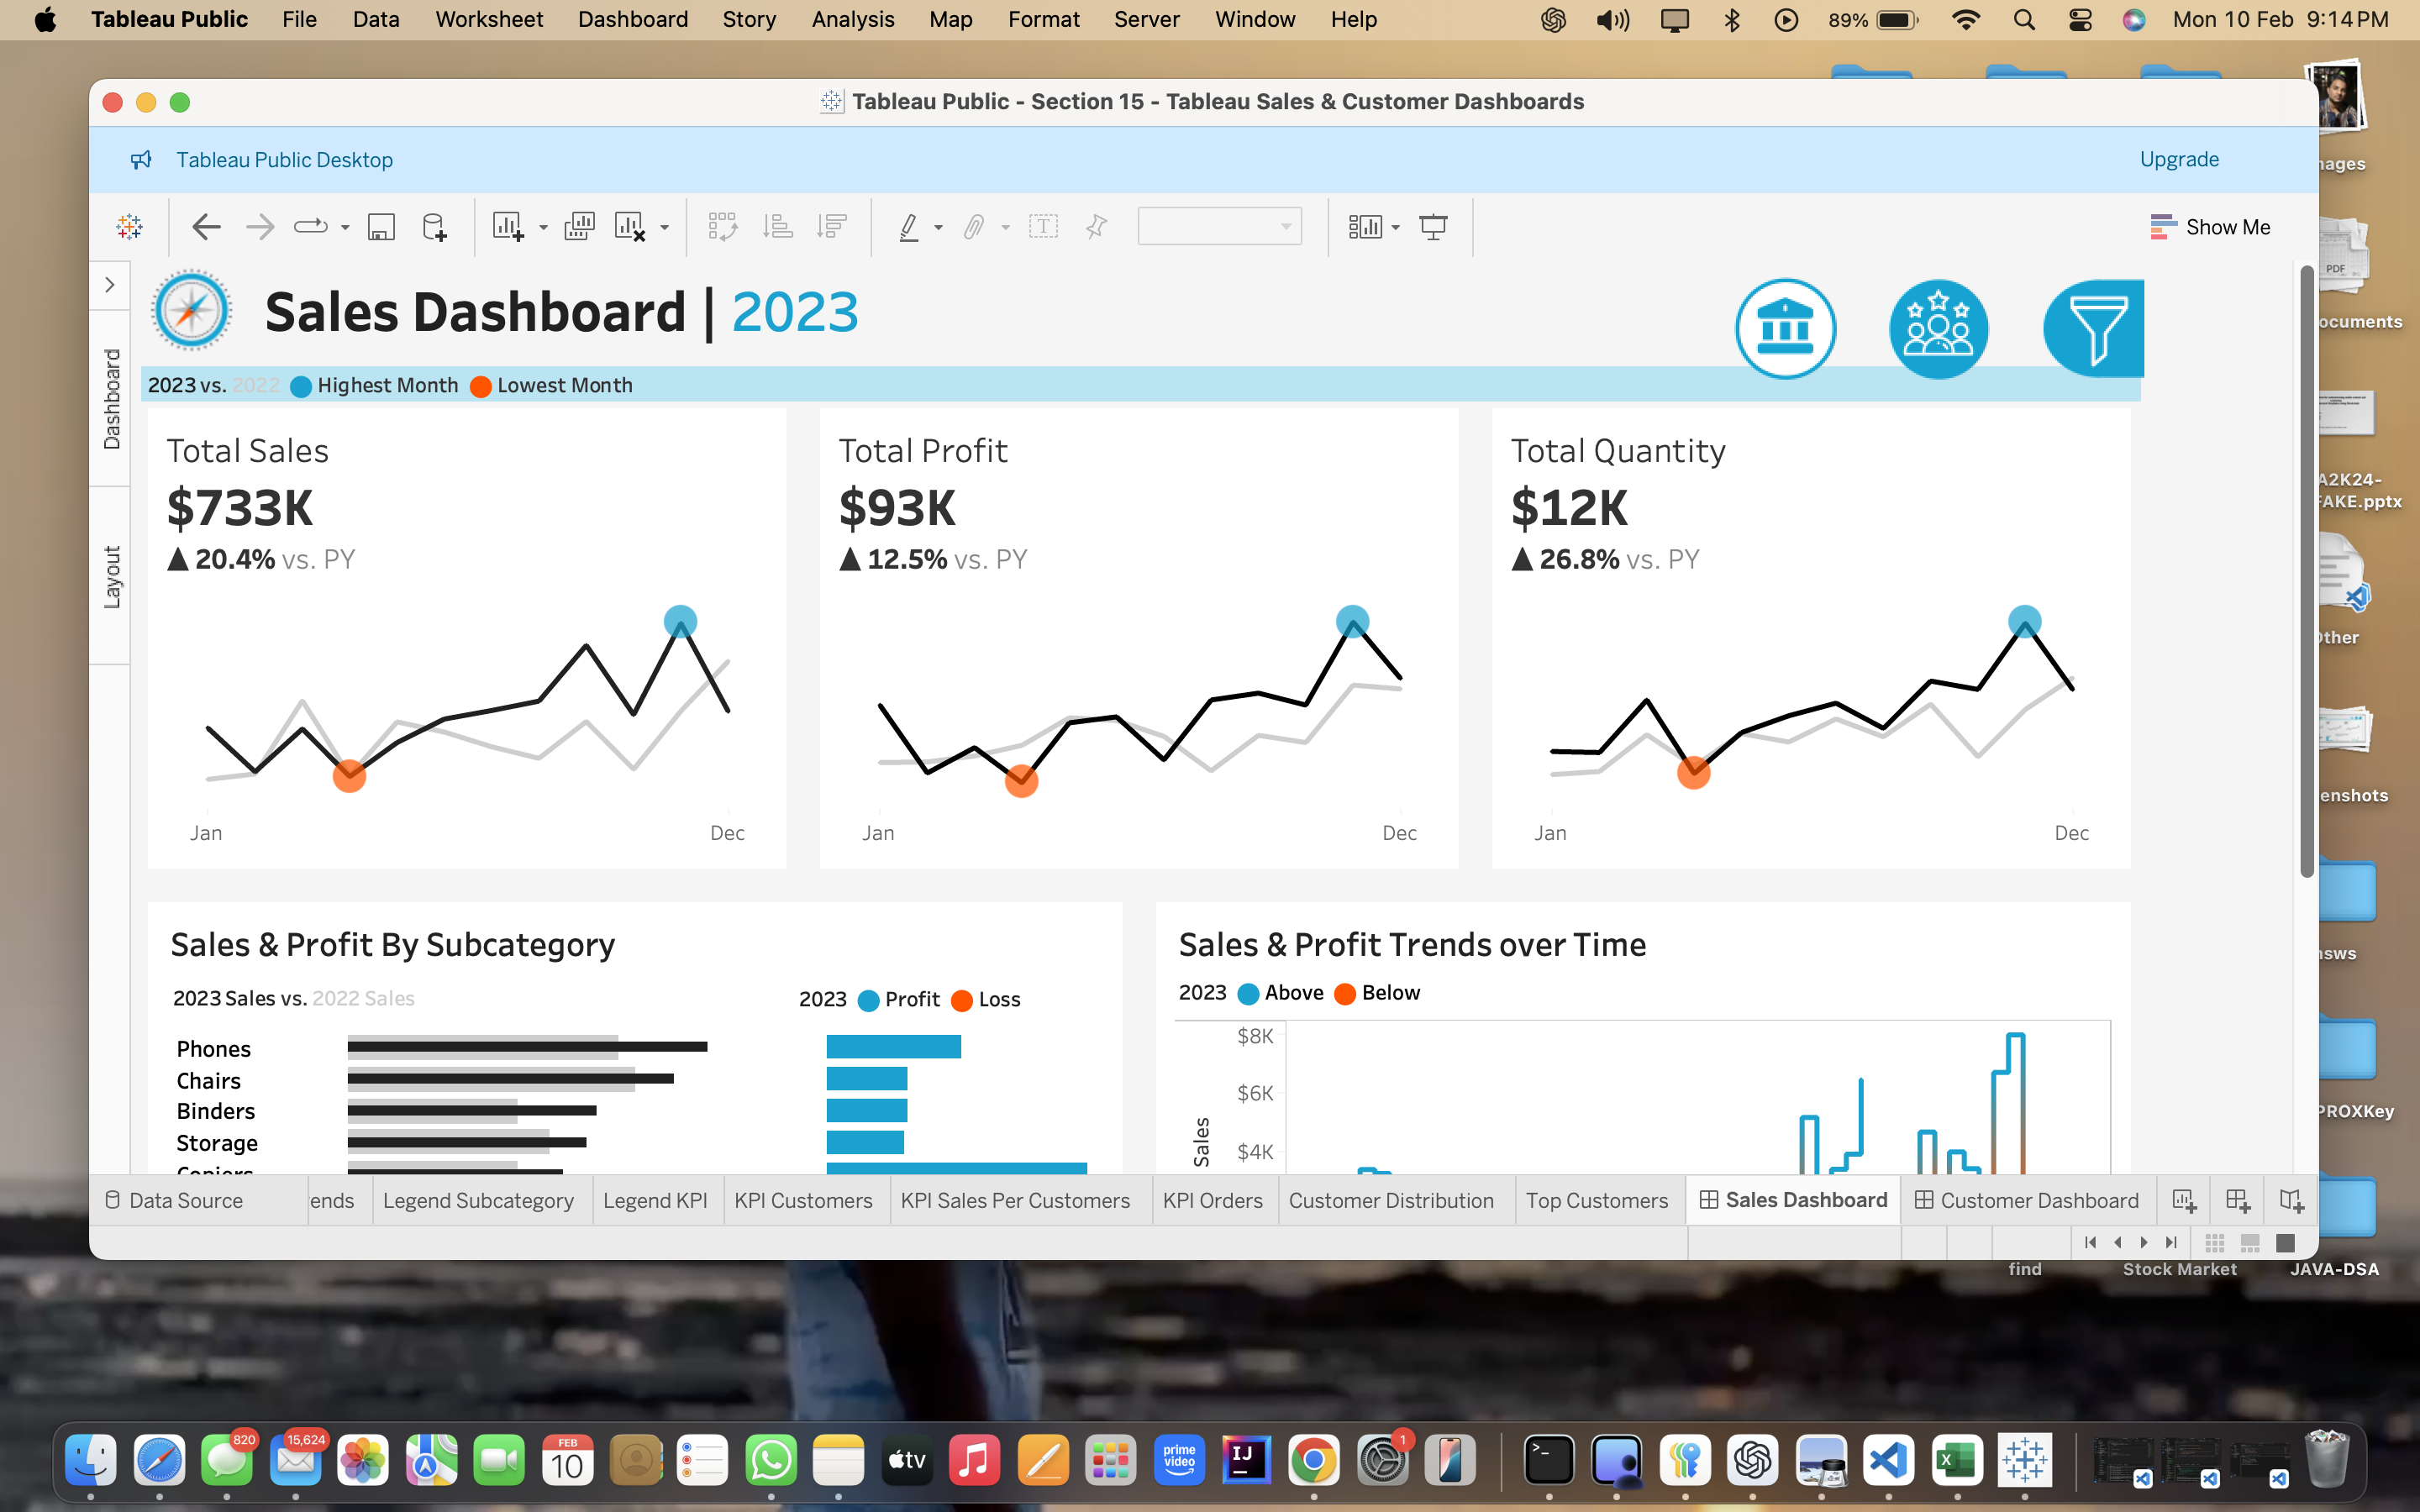 Tableau Public File Data Worksheet Dashboard Story Analysis Map Format Server Window Help 89% Mon 10 Feb 9:14 PM
Tableau Public - Section 15 - Tableau Sales & Customer Dashboards
Tableau Public Desktop Upgrade
Show Me
Dashboard
Layout
Sales Dashboard | 2023
2023 vs. 2022 Highest Month Lowest Month
Total Sales
$733K
▲ 20.4% vs. PY
Jan Dec
Total Profit
$93K
▲ 12.5% vs. PY
Jan Dec
Total Quantity
$12K
▲ 26.8% vs. PY
Jan Dec
Sales & Profit By Subcategory
2023 Sales vs. 2022 Sales
2023 Profit Loss
Phones
Chairs
Binders
Storage
Copiers
Sales & Profit Trends over Time
2023 Above Below
$8K
$6K
$4K
Sales
Data Source ends Legend Subcategory Legend KPI KPI Customers KPI Sales Per Customers KPI Orders Customer Distribution Top Customers Sales Dashboard Customer Dashboard
nages
PDF
ocuments
A2K24-
FAKE.pptx
Other
enshots
nsws
PROXKey
find Stock Market JAVA-DSA
820
15,624
FEB
10
tv
prime
video
IJ
1
>_
X